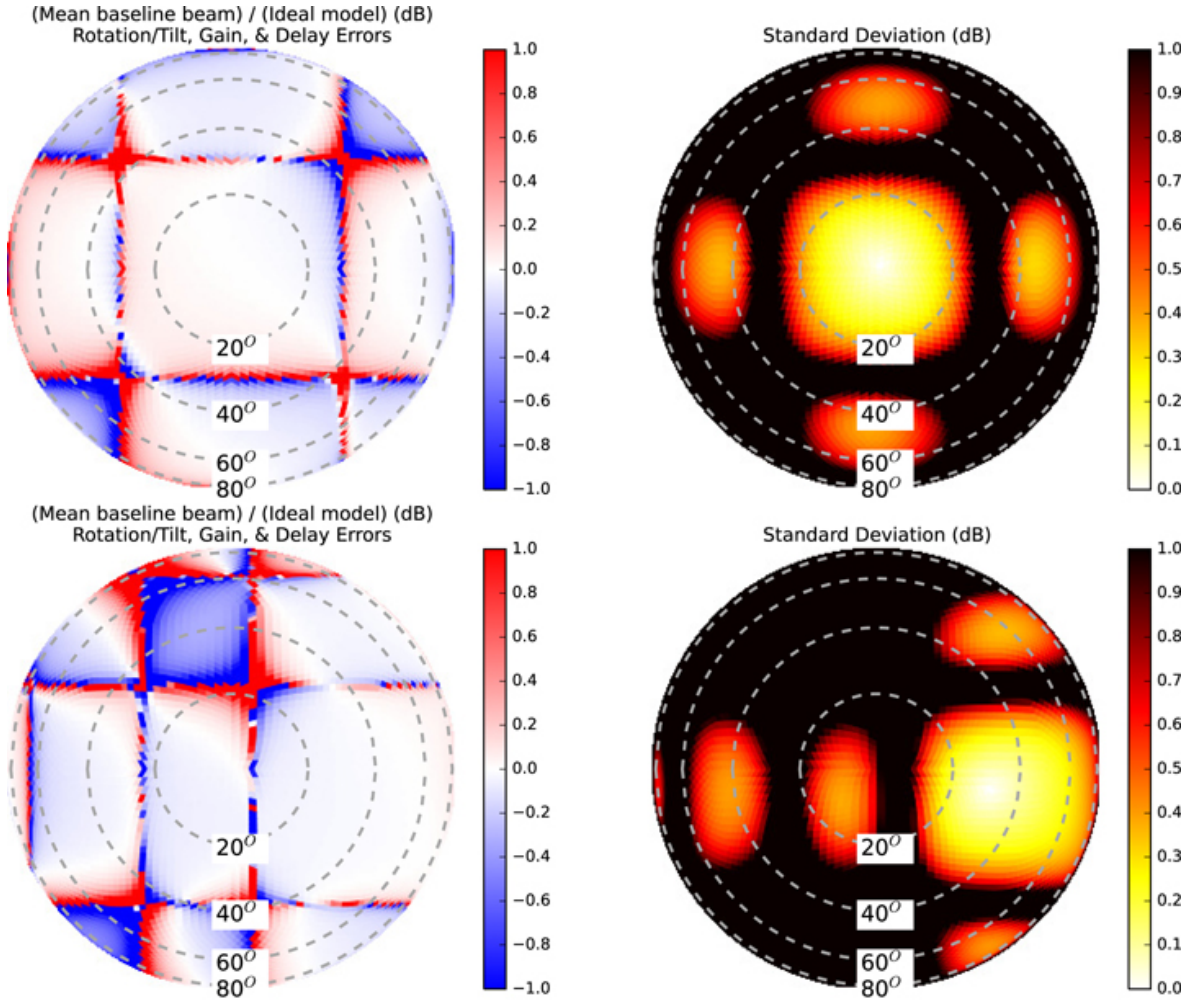 (Mean baseline beam) / (Ideal model) (dB)
Rotation/Tilt, Gain, & Delay Errors
1.0
0.8
0.6
0.4
0.2
0.0
−0.2
−0.4
−0.6
−0.8
−1.0
20^O
40^O
60^O
80^O
Standard Deviation (dB)
1.0
0.9
0.8
0.7
0.6
0.5
0.4
0.3
0.2
0.1
0.0
20^O
40^O
60^O
80^O
(Mean baseline beam) / (Ideal model) (dB)
Rotation/Tilt, Gain, & Delay Errors
1.0
0.8
0.6
0.4
0.2
0.0
−0.2
−0.4
−0.6
−0.8
−1.0
20^O
40^O
60^O
80^O
Standard Deviation (dB)
1.0
0.9
0.8
0.7
0.6
0.5
0.4
0.3
0.2
0.1
0.0
20^O
40^O
60^O
80^O